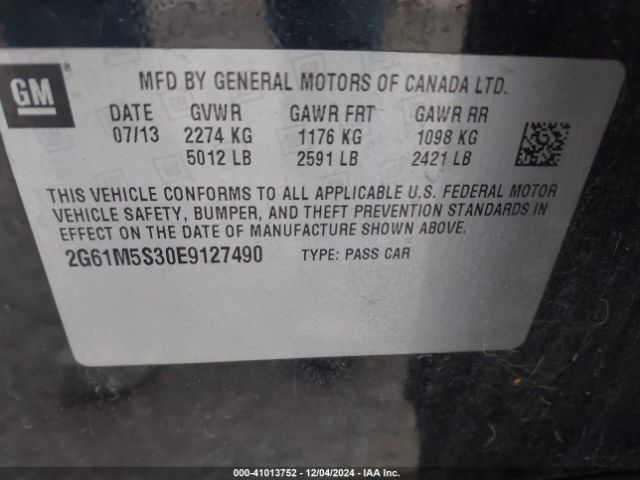 GM ®
MFD BY GENERAL MOTORS OF CANADA LTD.
DATE GVWR GAWR FRT GAWR RR
07/13 2274 KG 1176 KG 1098 KG
5012 LB 2591 LB 2421 LB
THIS VEHICLE CONFORMS TO ALL APPLICABLE U.S. FEDERAL MOTOR
VEHICLE SAFETY, BUMPER, AND THEFT PREVENTION STANDARDS IN
EFFECT ON THE DATE OF MANUFACTURE SHOWN ABOVE.
2G61M5S30E9127490 TYPE: PASS CAR
000-41013752 - 12/04/2024 - IAA Inc.